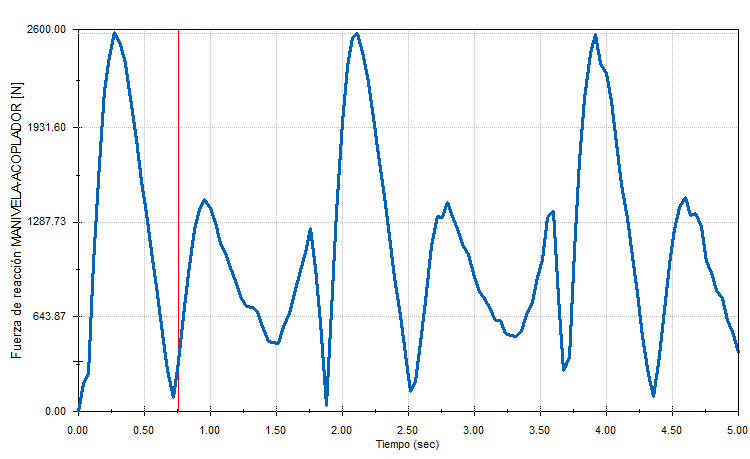 2600.00
1931.60
1287.73
643.87
0.00
Fuerza de reacción MANIVELA-ACOPLADOR [N]
0.00 0.50 1.00 1.50 2.00 2.50 3.00 3.50 4.00 4.50 5.00
Tiempo (sec)